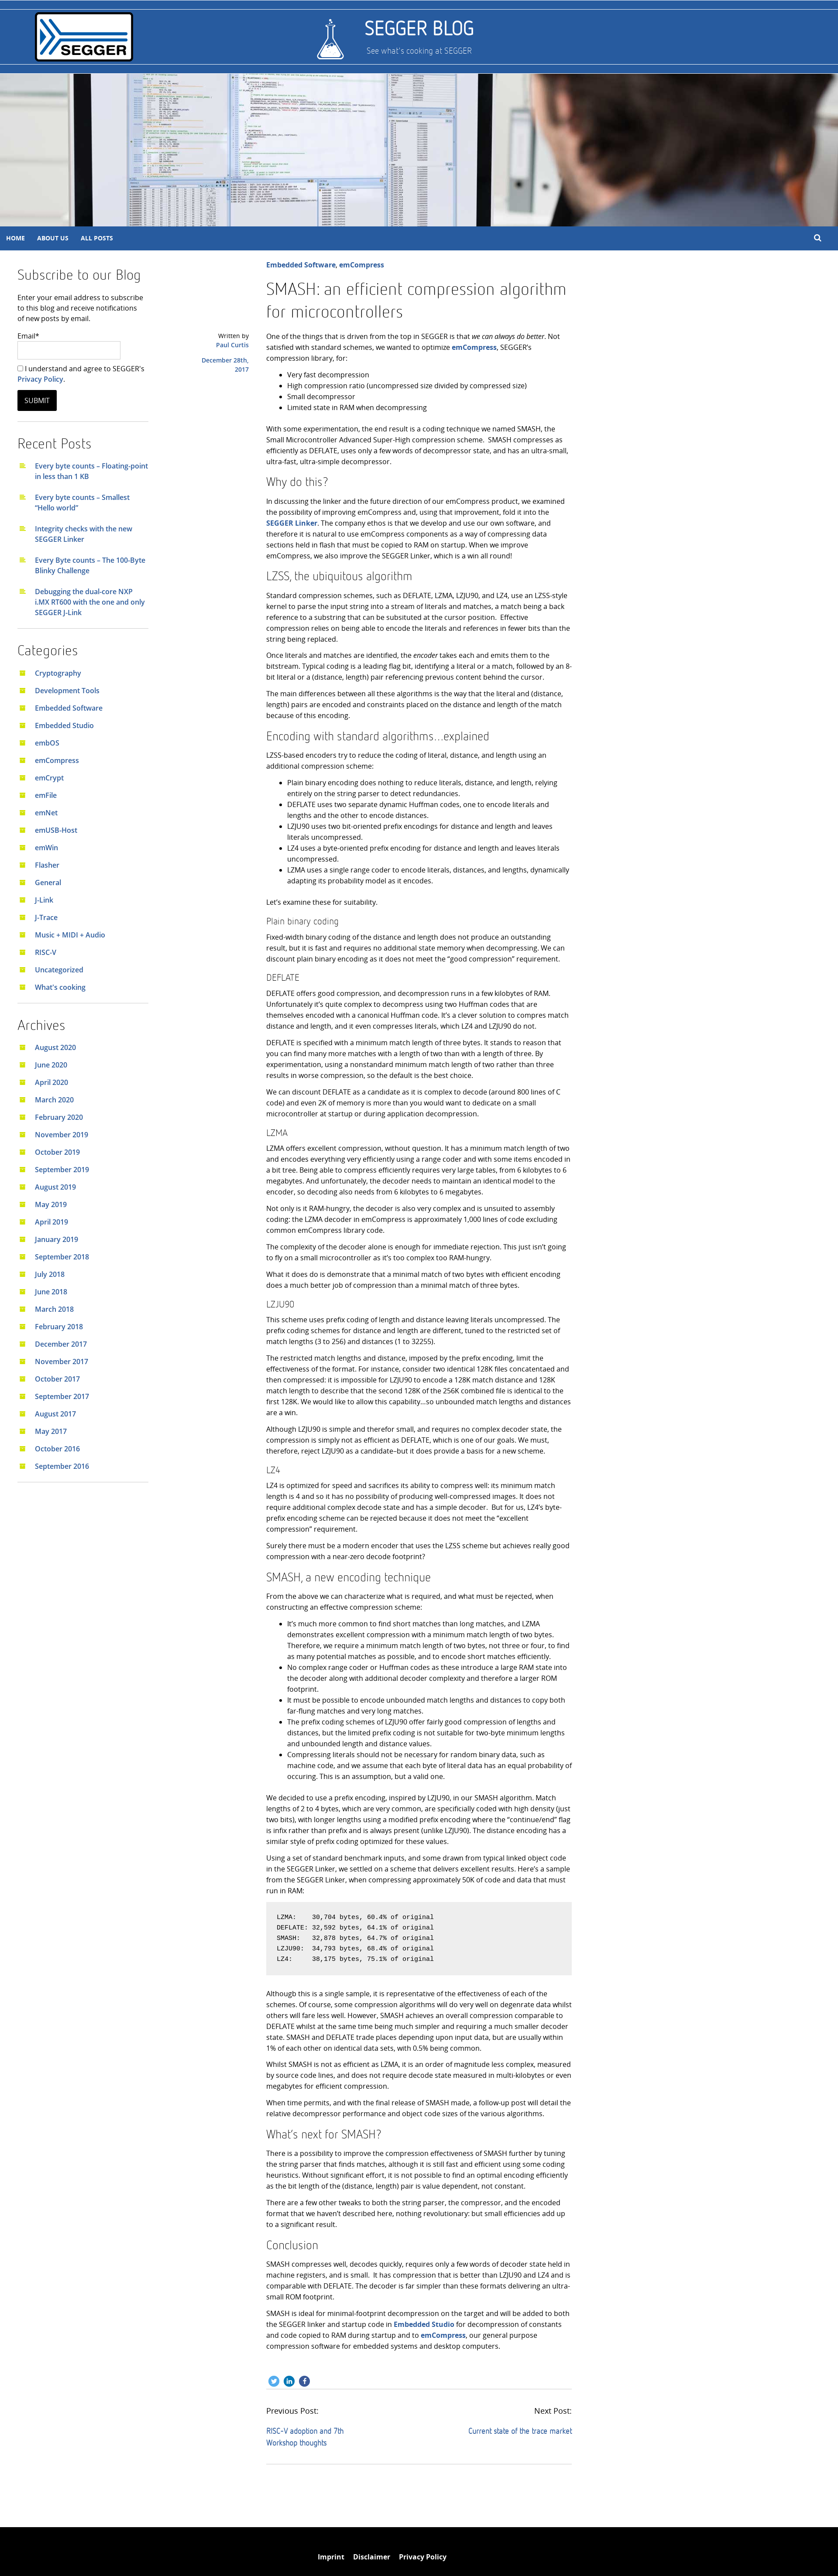 SEGGER
SEGGER BLOG
See what's cooking at SEGGER
HOME ABOUT US ALL POSTS
Subscribe to our Blog
Enter your email address to subscribe
to this blog and receive notifications
of new posts by email.
Email*
I understand and agree to SEGGER's
Privacy Policy.
SUBMIT
Recent Posts
Every byte counts – Floating-point
in less than 1 KB
Every byte counts – Smallest
“Hello world”
Integrity checks with the new
SEGGER Linker
Every Byte counts – The 100-Byte
Blinky Challenge
Debugging the dual-core NXP
i.MX RT600 with the one and only
SEGGER J-Link
Categories
Cryptography
Development Tools
Embedded Software
Embedded Studio
embOS
emCompress
emCrypt
emFile
emNet
emUSB-Host
emWin
Flasher
General
J-Link
J-Trace
Music + MIDI + Audio
RISC-V
Uncategorized
What's cooking
Archives
August 2020
June 2020
April 2020
March 2020
February 2020
November 2019
October 2019
September 2019
August 2019
May 2019
April 2019
January 2019
September 2018
July 2018
June 2018
March 2018
February 2018
December 2017
November 2017
October 2017
September 2017
August 2017
May 2017
October 2016
September 2016
Written by
Paul Curtis
December 28th,
2017
Embedded Software, emCompress
SMASH: an efficient compression algorithm
for microcontrollers
One of the things that is driven from the top in SEGGER is that we can always do better. Not
satisfied with standard compressors, we wanted to optimize emCompress, SEGGER’s
compression library, for:
Very fast decompression
High compression ratio (uncompressed size divided by compressed size)
Small decompressor
Limited state in RAM when decompressing
With some experimentation, the end result is a coding technique we named SMASH, the
Small Microcontroller Advanced Super-High compression scheme. SMASH compresses as
efficiently as DEFLATE, uses only a few words of decompressor state, and has an ultra-small,
ultra-fast, ultra-simple decompressor.
Why do this?
In discussing the linker and the future direction of our emCompress product, we examined
the possibility of improving emCompress and, using that improvement, fold it into the
SEGGER Linker. The company ethos is that we develop and use our own software, and
therefore it is natural to use emCompress components as a way of compressing data
sections held in flash that must be copied to RAM on startup. When we improve
emCompress, we also improve the SEGGER Linker, which is a win all round!
LZSS, the ubiquitous algorithm
Standard compression schemes, such as DEFLATE, LZMA, LZJU90, and LZ4, use an LZSS-style
kernel to parse the input string into a stream of literals and matches, a match being a back
reference to a substring that can be subsituted at the cursor position. Effective
compression relies on being able to encode the literals and references in fewer bits than the
string being replaced.
Once literals and matches are identified, the encoder takes each and emits them to the
bitstream. Typical coding is a leading flag bit, identifying a literal or a match, followed by an 8-
bit literal or a (distance, length) pair referencing previous content behind the cursor.
The main differences between all these algorithms is the way that the literal and (distance,
length) pairs are encoded and constraints placed on the distance and length of the match
because of this encoding.
Encoding with standard algorithms…explained
LZSS-based encoders try to reduce the coding of literal, distance, and length using an
additional compression scheme:
Plain binary encoding does nothing to reduce literals, distance, and length, relying
entirely on the string parser to detect redundancies.
DEFLATE uses two separate dynamic Huffman codes, one to encode literals and
lengths and the other to encode distances.
LZJU90 uses two bit-oriented prefix encodings for distance and length and leaves
literals uncompressed.
LZ4 uses a byte-oriented prefix encoding for distance and length and leaves literals
uncompressed.
LZMA uses a single range coder to encode literals, distances, and lengths, dynamically
adapting its probability model as it encodes.
Let’s examine these for suitability.
Plain binary coding
Fixed-width binary coding of the distance and length does not produce an outstanding
result, but it is fast and requires no additional state memory when decompressing. We can
discount plain binary encoding as it does not meet the “good compression” requirement.
DEFLATE
DEFLATE offers good compression, and decompression runs in a few kilobytes of RAM.
Unfortunately it’s quite complex to decompress using two Huffman codes that are
themselves encoded with a canonical Huffman code. It’s a clever solution to compres match
distance and length, and it even compresses literals, which LZ4 and LZJU90 do not.
DEFLATE is specified with a minimum match length of three bytes. It stands to reason that
you can find many more matches with a length of two than with a length of three. By
experimentation, using a nonstandard minimum match length of two rather than three
results in worse compression, so the default is the best choice.
We can discount DEFLATE as a candidate as it is complex to decode (around 800 lines of C
code) and even 2K of memory is more than you would want to dedicate on a small
microcontroller at startup or during application decompression.
LZMA
LZMA offers excellent compression, without question. It has a minimum match length of two
and encodes everything very efficiently using a range coder and with some items encoded in
a bit tree. Being able to compress efficiently requires very large tables, from 6 kilobytes to 6
megabytes. And unfortunately, the decoder needs to maintain an identical model to the
encoder, so decoding also needs from 6 kilobytes to 6 megabytes.
Not only is it RAM-hungry, the decoder is also very complex and is unsuited to assembly
coding: the LZMA decoder in emCompress is approximately 1,000 lines of code excluding
common emCompress library code.
The complexity of the decoder alone is enough for immediate rejection. This just isn’t going
to fly on a small microcontroller as it’s too complex too RAM-hungry.
What it does do is demonstrate that a minimal match of two bytes with efficient encoding
does a much better job of compression than a minimal match of three bytes.
LZJU90
This scheme uses prefix coding of length and distance leaving literals uncompressed. The
prefix coding schemes for distance and length are different, tuned to the restricted set of
match lengths (3 to 256) and distances (1 to 32255).
The restricted match lengths and distance, imposed by the prefix encoding, limit the
effectiveness of the format. For instance, consider two identical 128K files concatentaed and
then compressed: it is impossible for LZJU90 to encode a 128K match distance and 128K
match length to describe that the second 128K of the 256K combined file is identical to the
first 128K. We would like to allow this capability…so unbounded match lengths and distances
are a win.
Although LZJU90 is simple and therefor small, and requires no complex decoder state, the
compression is simply not as efficient as DEFLATE, which is one of our goals. We must,
therefore, reject LZJU90 as a candidate–but it does provide a basis for a new scheme.
LZ4
LZ4 is optimized for speed and sacrifices its ability to compress well: its minimum match
length is 4 and so it has no possibility of producing well-compressed images. It does not
require additional complex decode state and has a simple decoder. But for us, LZ4’s byte-
prefix encoding scheme can be rejected because it does not meet the “excellent
compression” requirement.
Surely there must be a modern encoder that uses the LZSS scheme but achieves really good
compression with a near-zero decode footprint?
SMASH, a new encoding technique
From the above we can characterize what is required, and what must be rejected, when
constructing an effective compression scheme:
It’s much more common to find short matches than long matches, and LZMA
demonstrates excellent compression with a minimum match length of two bytes.
Therefore, we require a minimum match length of two bytes, not three or four, to find
as many potential matches as possible, and to encode short matches efficiently.
No complex range coder or Huffman codes as these introduce a large RAM state into
the decoder along with additional decoder complexity and therefore a larger ROM
footprint.
It must be possible to encode unbounded match lengths and distances to copy both
far-flung matches and very long matches.
The prefix coding schemes of LZJU90 offer fairly good compression of lengths and
distances, but the limited prefix coding is not suitable for two-byte minimum lengths
and unbounded length and distance values.
Compressing literals should not be necessary for random binary data, such as
machine code, and we assume that each byte of literal data has an equal probability of
occuring. This is an assumption, but a valid one.
We decided to use a prefix encoding, inspired by LZJU90, in our SMASH algorithm. Match
lengths of 2 to 4 bytes, which are very common, are specificially coded with high density (just
two bits), with longer lengths using a modified prefix encoding where the “continue/end” flag
is infix rather than prefix and is always present (unlike LZJU90). The distance encoding has a
similar style of prefix coding optimized for these values.
Using a set of standard benchmark inputs, and some drawn from typical linked object code
in the SEGGER Linker, we settled on a scheme that delivers excellent results. Here’s a sample
from the SEGGER Linker, when compressing approximately 50K of code and data that must
run in RAM:
LZMA: 30,704 bytes, 60.4% of original
DEFLATE: 32,592 bytes, 64.1% of original
SMASH: 32,878 bytes, 64.7% of original
LZJU90: 34,793 bytes, 68.4% of original
LZ4: 38,175 bytes, 75.1% of original
Althougb this is a single sample, it is representative of the effectiveness of each of the
schemes. Of course, some compression algorithms will do very well on degenrate data whilst
others will fare less well. However, SMASH achieves an overall compression comparable to
DEFLATE whilst at the same time being much simpler and requiring a much smaller decoder
state. SMASH and DEFLATE trade places depending upon input data, but are usually within
1% of each other on identical data sets, with 0.5% being common.
Whilst SMASH is not as efficient as LZMA, it is an order of magnitude less complex, measured
by source code lines, and does not require decode state measured in multi-kilobytes or even
megabytes for efficient compression.
When time permits, and with the final release of SMASH made, a follow-up post will detail the
relative decompressor performance and object code sizes of the various algorithms.
What’s next for SMASH?
There is a possibility to improve the compression effectiveness of SMASH further by tuning
the string parser that finds matches, although it is still fast and efficient using some coding
heuristics. Without significant effort, it is not possible to find an optimal encoding efficiently
as the bit length of the (distance, length) pair is value dependent, not constant.
There are a few other tweaks to both the string parser, the compressor, and the encoded
format that we haven’t described here, nothing revolutionary: but small efficiencies add up
to a significant result.
Conclusion
SMASH compresses well, decodes quickly, requires only a few words of decoder state held in
machine registers, and is small. It has compression that is better than LZJU90 and LZ4 and is
comparable with DEFLATE. The decoder is far simpler than these formats delivering an ultra-
small ROM footprint.
SMASH is ideal for minimal-footprint decompression on the target and will be added to both
the SEGGER linker and startup code in Embedded Studio for decompression of constants
and code copied to RAM during startup and to emCompress, our general purpose
compression software for embedded systems and desktop computers.
Previous Post:
RISC-V adoption and 7th
Workshop thoughts
Next Post:
Current state of the trace market
Imprint Disclaimer Privacy Policy